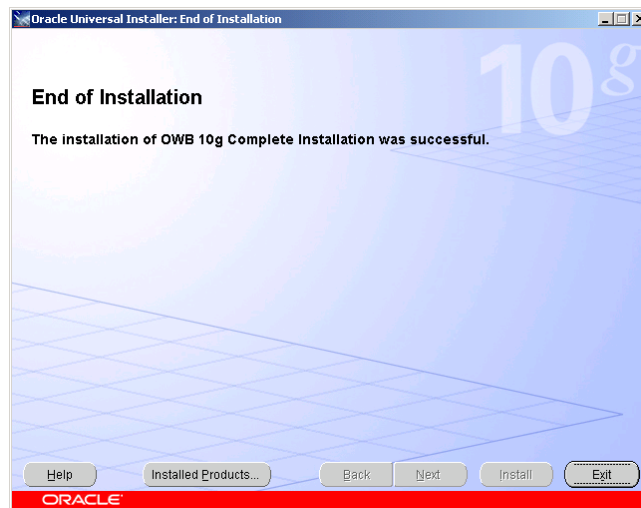 Oracle Universal Installer: End of Installation
10g
End of Installation
The installation of OWB 10g Complete Installation was successful.
Help
Installed Products...
Back
Next
Install
Exit
ORACLE